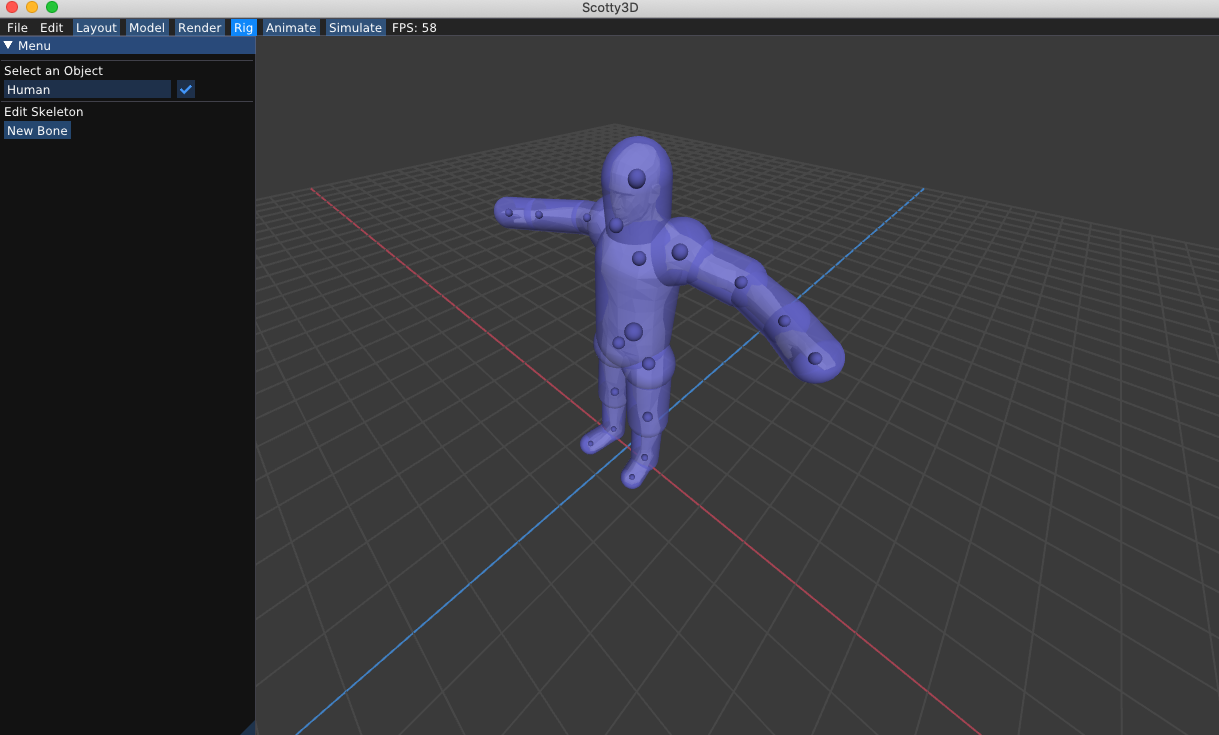 Scotty3D
File Edit Layout Model Render Rig Animate Simulate FPS: 58
Menu
Select an Object
Human
Edit Skeleton
New Bone